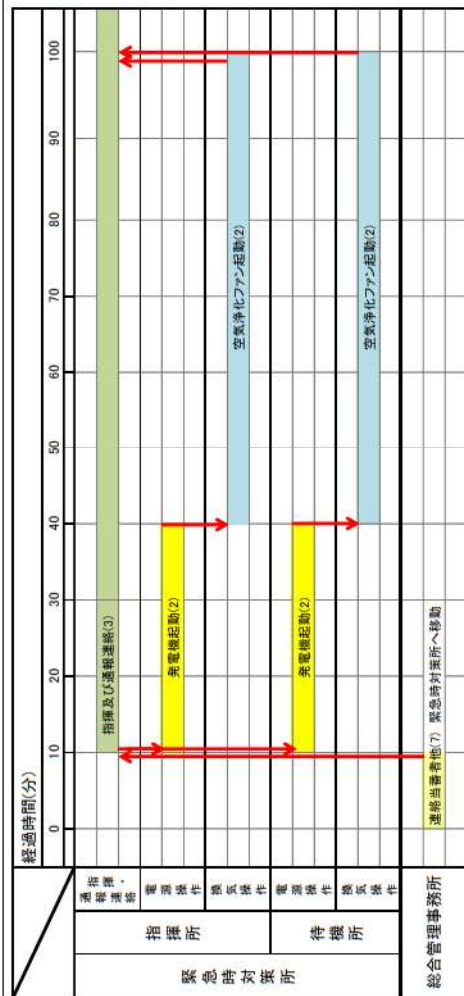 経過時間(分)
0 10 20 30 40 50 60 70 80 90 100
緊急時対策所
指揮所
通報連絡
指揮・
指揮及び通報連絡(3)
電源操作
発電機起動(2)
換気操作
空気浄化ファン起動(2)
待機所
電源操作
発電機起動(2)
換気操作
空気浄化ファン起動(2)
総合管理事務所
連絡当番者他(7) 緊急時対策所へ移動